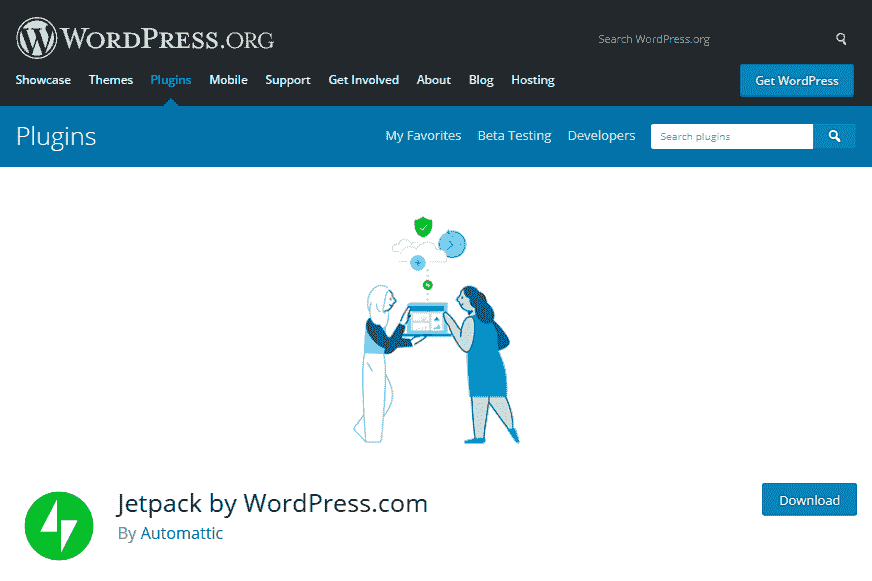 WORDPRESS.ORG
Search WordPress.org
Showcase Themes Plugins Mobile Support Get Involved About Blog Hosting
Get WordPress
Plugins
My Favorites Beta Testing Developers
Search plugins
Jetpack by WordPress.com
Download
By Automattic